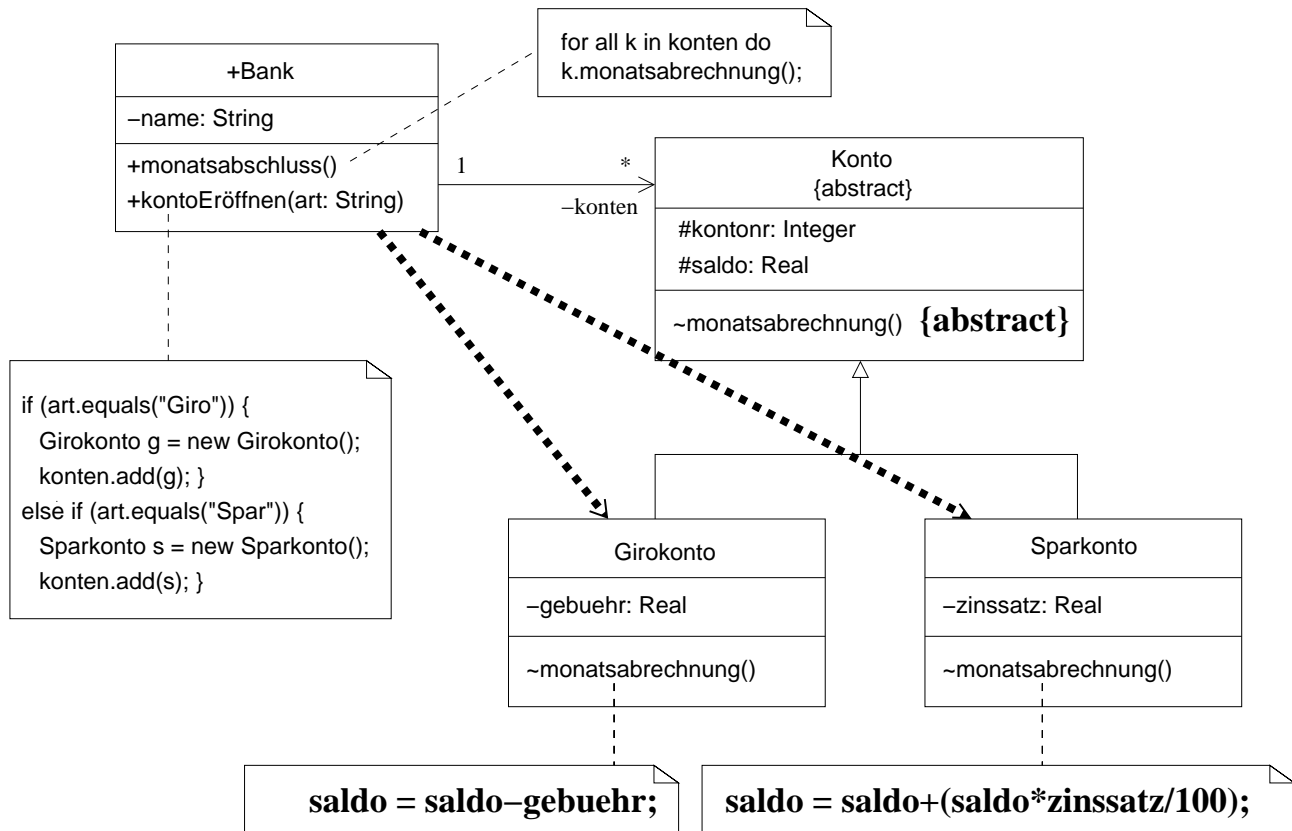 for all k in konten do
k.monatsabrechnung();
+Bank
−name: String
+monatsabschluss()
+kontoEröffnen(art: String)
1
*
−konten
Konto
{abstract}
#kontonr: Integer
#saldo: Real
~monatsabrechnung() {abstract}
if (art.equals("Giro")) {
Girokonto g = new Girokonto();
konten.add(g); }
else if (art.equals("Spar")) {
Sparkonto s = new Sparkonto();
konten.add(s); }
Girokonto
−gebuehr: Real
~monatsabrechnung()
Sparkonto
−zinssatz: Real
~monatsabrechnung()
saldo = saldo−gebuehr;
saldo = saldo+(saldo*zinssatz/100);